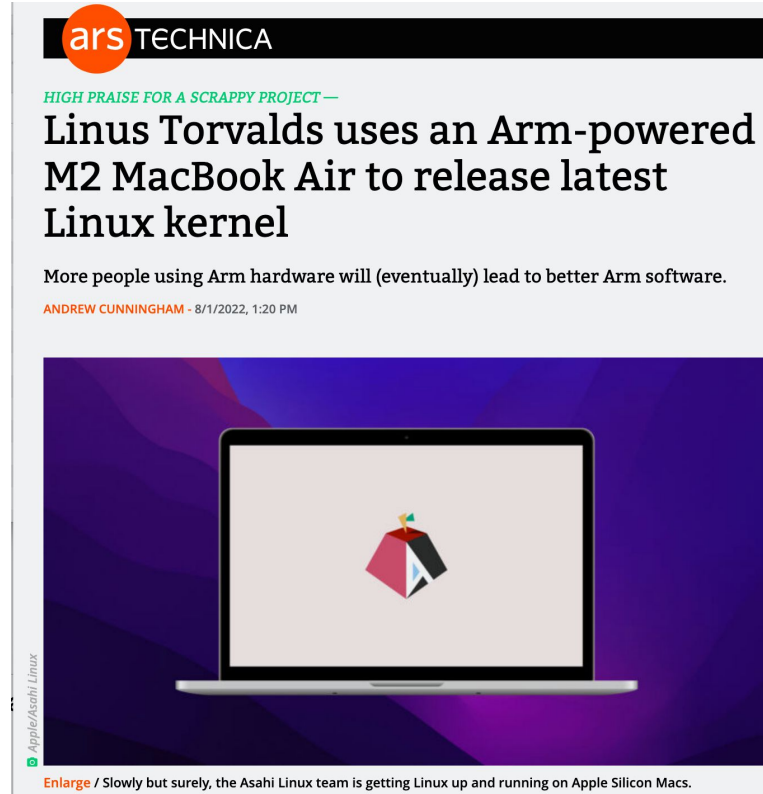 ars TECHNICA
HIGH PRAISE FOR A SCRAPPY PROJECT —
Linus Torvalds uses an Arm-powered
M2 MacBook Air to release latest
Linux kernel
More people using Arm hardware will (eventually) lead to better Arm software.
ANDREW CUNNINGHAM - 8/1/2022, 1:20 PM
Apple/Asahi Linux
Enlarge / Slowly but surely, the Asahi Linux team is getting Linux up and running on Apple Silicon Macs.